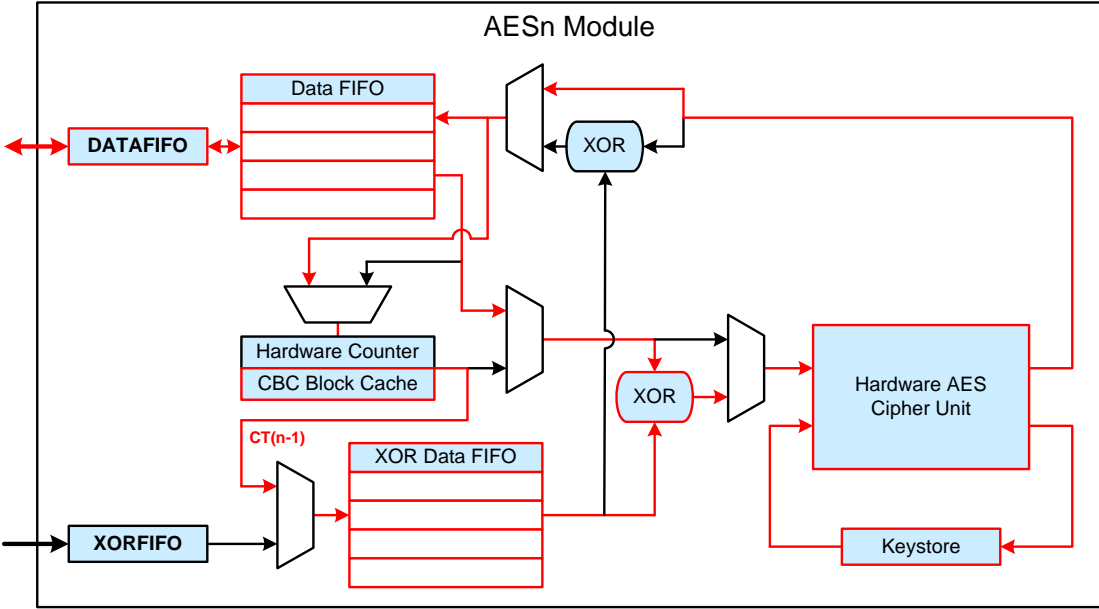 AESn Module
Data FIFO
DATAFIFO
XOR
Hardware Counter
CBC Block Cache
XOR
Hardware AES
Cipher Unit
CT(n-1)
XOR Data FIFO
XORFIFO
Keystore